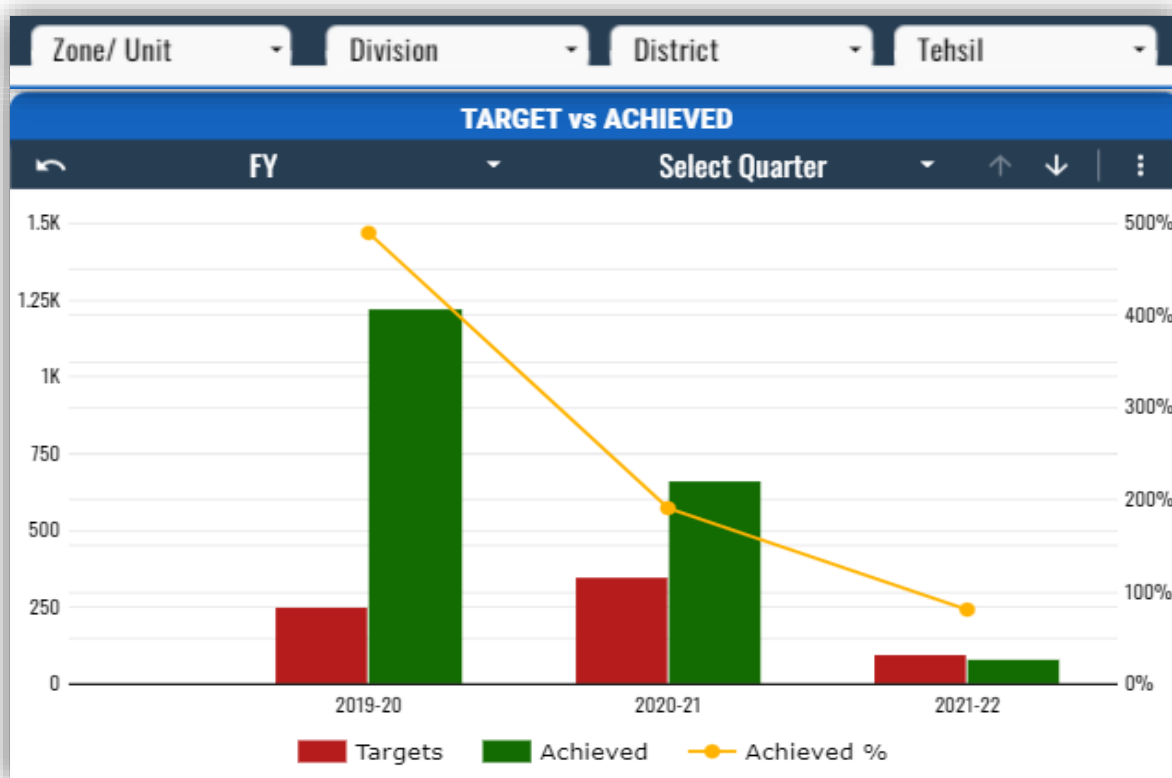 Zone/ Unit Division District Tehsil
TARGET vs ACHIEVED
FY Select Quarter
1.5K 500%
1.25K
400%
1K
300%
750
200%
500
250 100%
0 0%
2019-20 2020-21 2021-22
Targets Achieved Achieved %